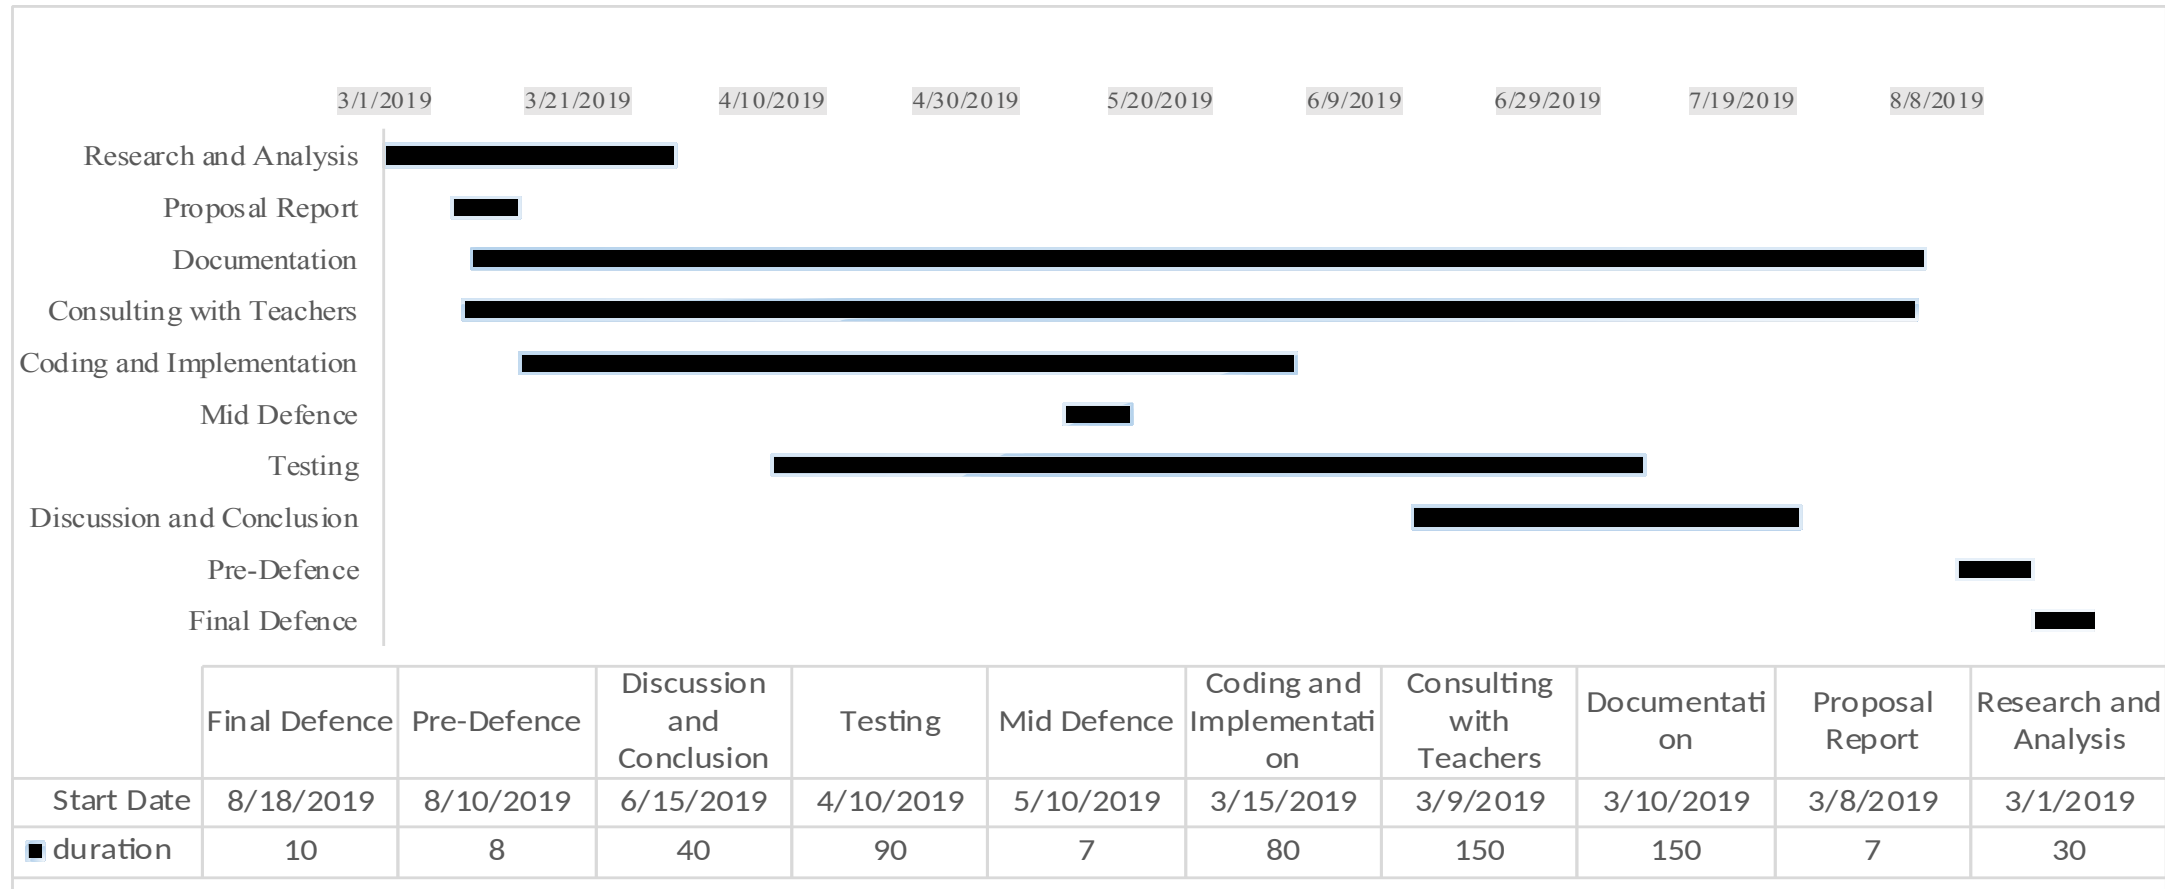 3/1/2019 3/21/2019 4/10/2019 4/30/2019 5/20/2019 6/9/2019 6/29/2019 7/19/2019 8/8/2019
Research and Analysis
Proposal Report
Documentation
Consulting with Teachers
Coding and Implementation
Mid Defence
Testing
Discussion and Conclusion
Pre-Defence
Final Defence
Final Defence
Pre-Defence
Discussion
and
Conclusion
Testing
Mid Defence
Coding and
Implementati
on
Consulting
with
Teachers
Documentati
on
Proposal
Report
Research and
Analysis
Start Date 8/18/2019 8/10/2019 6/15/2019 4/10/2019 5/10/2019 3/15/2019 3/9/2019 3/10/2019 3/8/2019 3/1/2019
duration 10 8 40 90 7 80 150 150 7 30